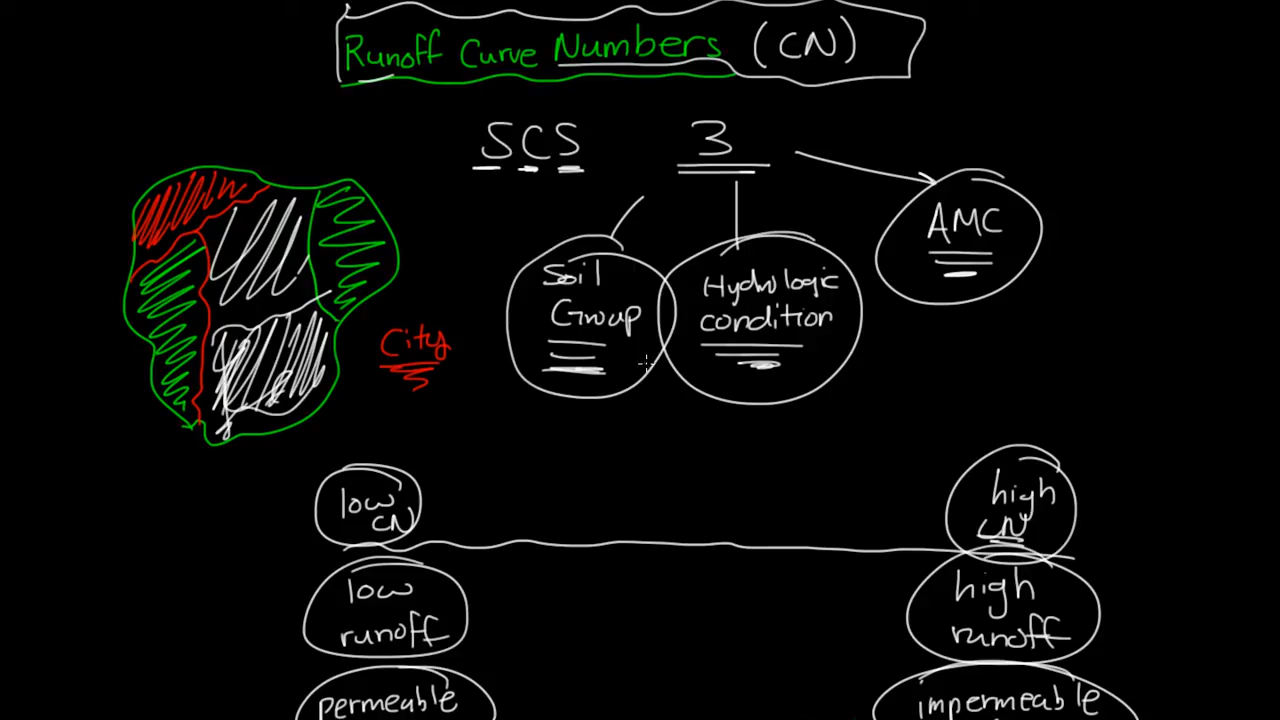 Runoff Curve Numbers (CN)
SCS 3
AMC
Soil
Group
Hydrologic
condition
City
low
CN
high
CN
low
runoff
high
runoff
permeable
impermeable